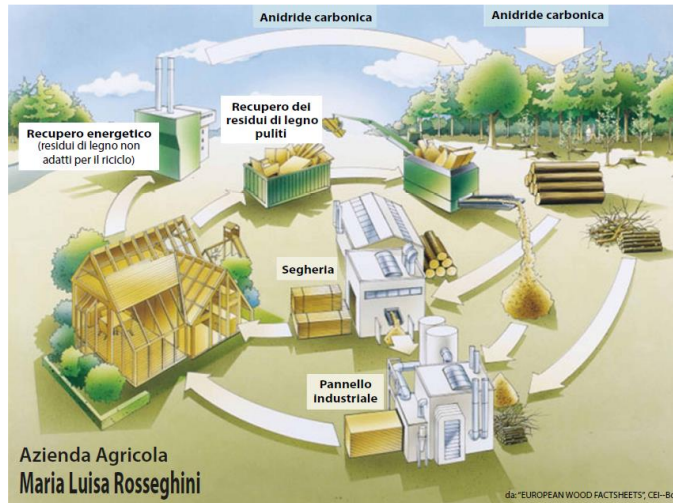 Anidride carbonica
Anidride carbonica
Recupero dei
residui di legno
puliti
Recupero energetico
(residui di legno non
adatti per il riciclo)
Segheria
Pannello
industriale
Azienda Agricola
Maria Luisa Rosseghini
da: "EUROPEAN WOOD FACTSHEETS", CEI–Bo